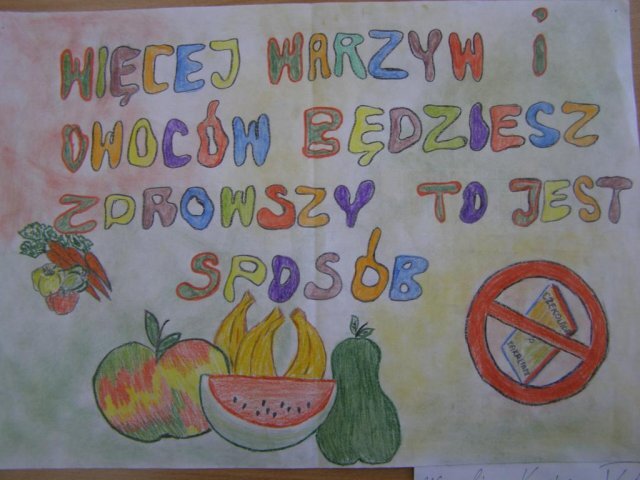 WIĘCEJ WARZYW I
OWOCÓW BĘDZIESZ
ZDROWSZY TO JEST
SPOSÓB